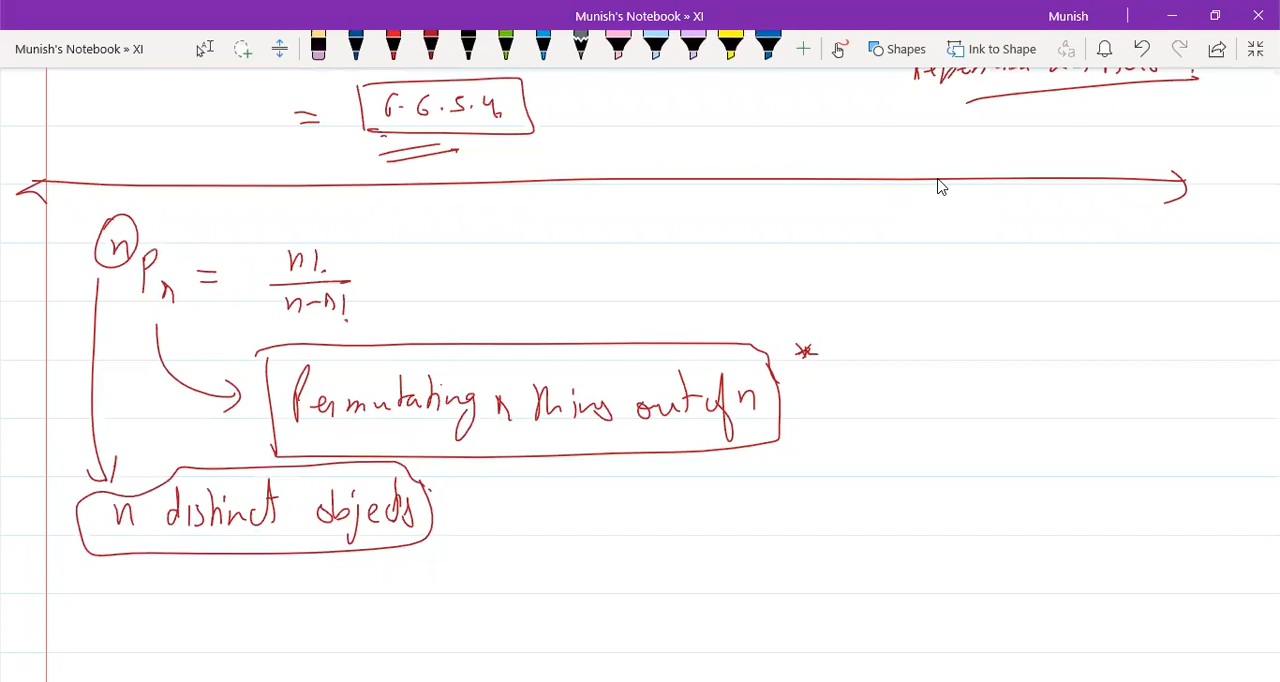 Munish's Notebook » XI
Munish
Munish's Notebook » XI
Shapes
Ink to Shape
= 6·6·5·4
nPr = n!/n-r!
Permutating r things out of n *
n distinct objects